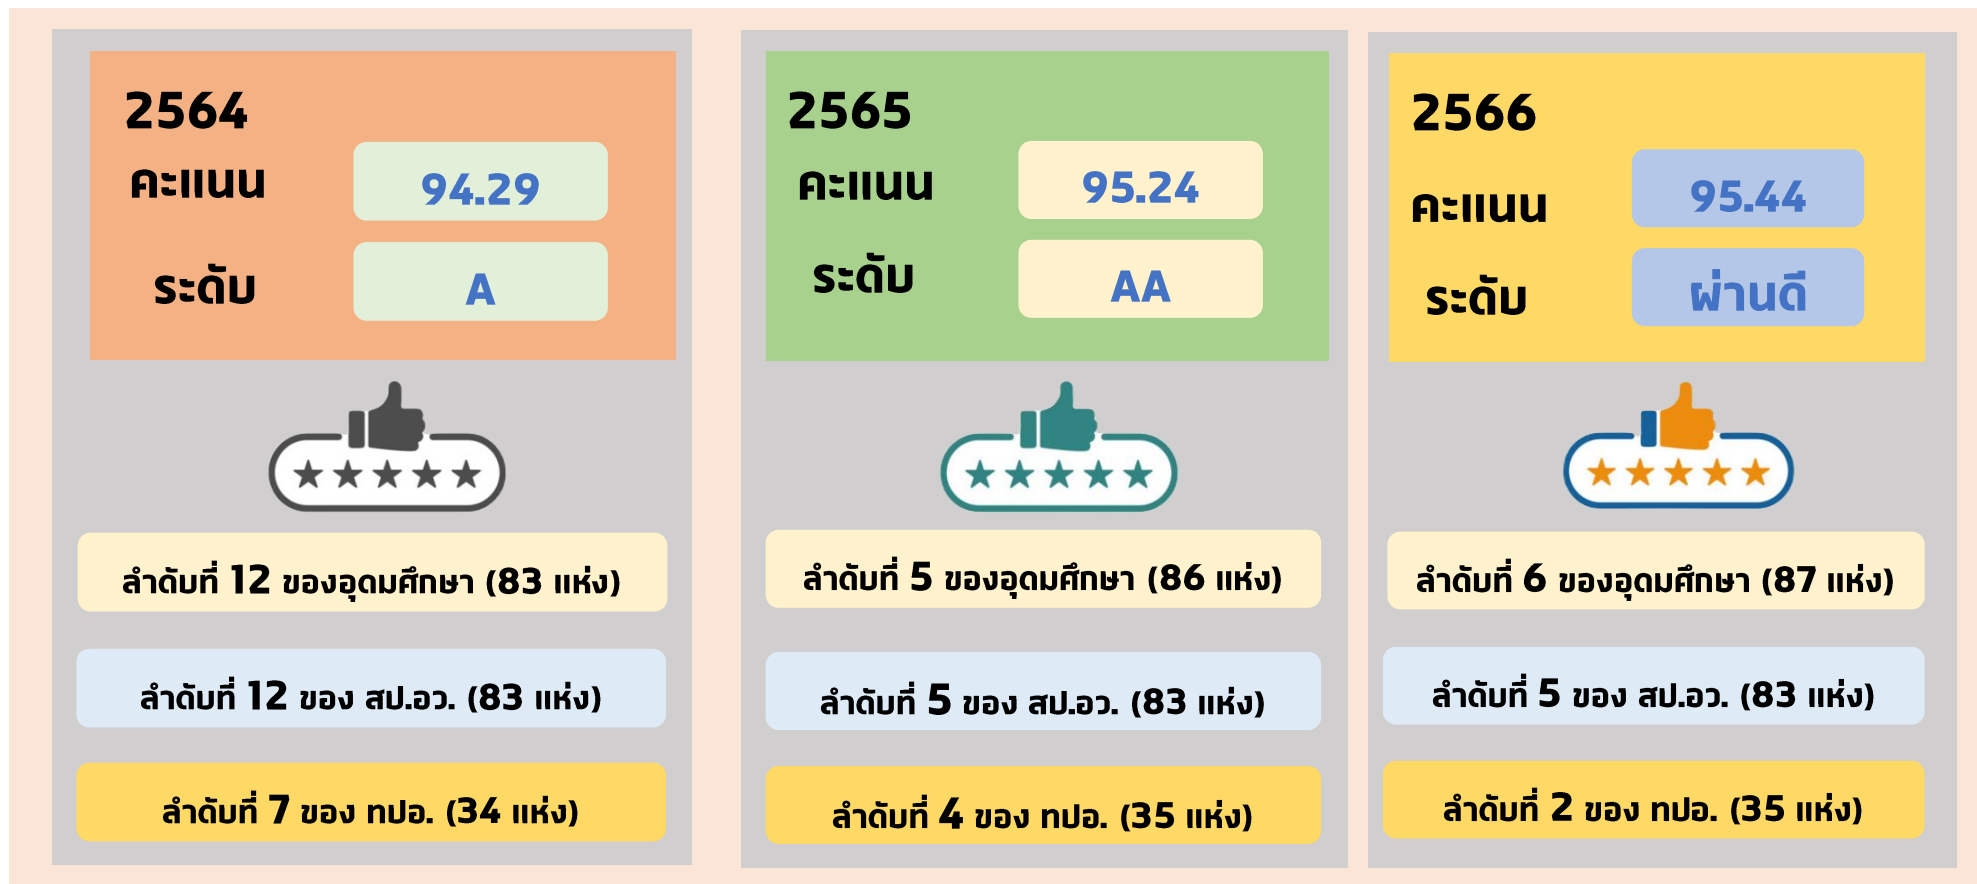 2564
คะแนน 94.29
ระดับ A
ลำดับที่ 12 ของอุดมศึกษา (83 แห่ง)
ลำดับที่ 12 ของ สป.อว. (83 แห่ง)
ลำดับที่ 7 ของ ทปอ. (34 แห่ง)
2565
คะแนน 95.24
ระดับ AA
ลำดับที่ 5 ของอุดมศึกษา (86 แห่ง)
ลำดับที่ 5 ของ สป.อว. (83 แห่ง)
ลำดับที่ 4 ของ ทปอ. (35 แห่ง)
2566
คะแนน 95.44
ระดับ ผ่านดี
ลำดับที่ 6 ของอุดมศึกษา (87 แห่ง)
ลำดับที่ 5 ของ สป.อว. (83 แห่ง)
ลำดับที่ 2 ของ ทปอ. (35 แห่ง)